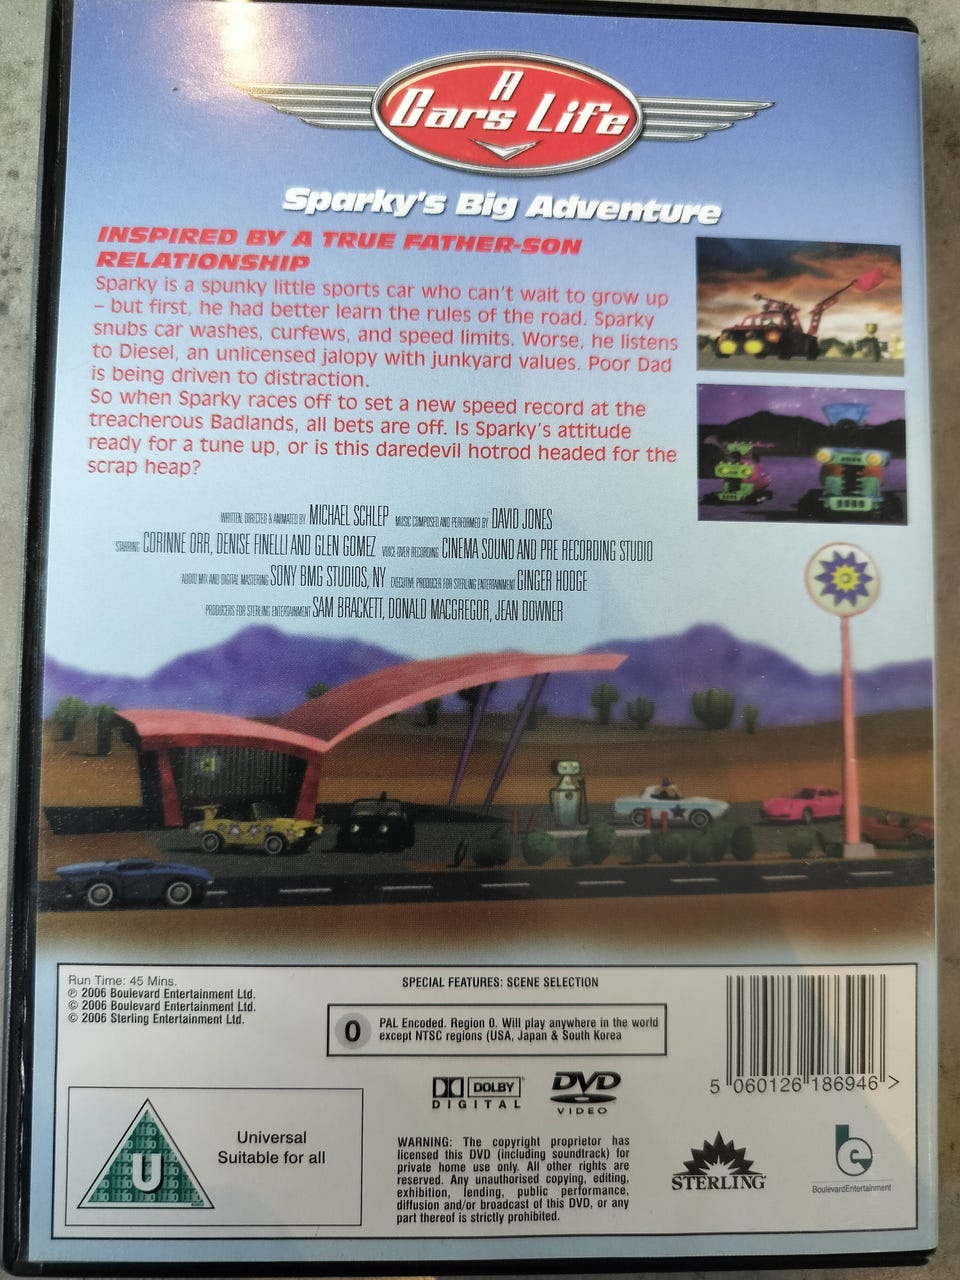 A
Cars Life
Sparky's Big Adventure
INSPIRED BY A TRUE FATHER-SON
RELATIONSHIP
Sparky is a spunky little sports car who can't wait to grow up
– but first, he had better learn the rules of the road. Sparky
snubs car washes, curfews, and speed limits. Worse, he listens
to Diesel, an unlicensed jalopy with junkyard values. Poor Dad
is being driven to distraction.
So when Sparky races off to set a new speed record at the
treacherous Badlands, all bets are off. Is Sparky's attitude
ready for a tune up, or is this daredevil hotrod headed for the
scrap heap?
WRITTEN, DIRECTED & ANIMATED BY MICHAEL SCHLEP MUSIC COMPOSED AND PERFORMED BY DAVID JONES
STARRING CORINNE ORR, DENISE FINELLI AND GLEN GOMEZ VOICE-OVER RECORDING CINEMA SOUND AND PRE RECORDING STUDIO
AUDIO MIX AND DIGITAL MASTERING SONY BMG STUDIOS, NY EXECUTIVE PRODUCER FOR STERLING ENTERTAINMENT GINGER HODGE
PRODUCERS FOR STERLING ENTERTAINMENT SAM BRACKETT, DONALD MACGREGOR, JEAN DOWNER
Run Time: 45 Mins.
℗ 2006 Boulevard Entertainment Ltd.
© 2006 Boulevard Entertainment Ltd.
© 2006 Sterling Entertainment Ltd.
SPECIAL FEATURES: SCENE SELECTION
0
PAL Encoded. Region 0. Will play anywhere in the world
except NTSC regions (USA, Japan & South Korea
5 060126 186946 >
DOLBY
DIGITAL
DVD
VIDEO
U
Universal
Suitable for all
WARNING: The copyright proprietor has
licensed this DVD (including soundtrack) for
private home use only. All other rights are
reserved. Any unauthorised copying, editing,
exhibition, lending, public performance,
diffusion and/or broadcast of this DVD, or any
part thereof is strictly prohibited.
STERLING
BoulevardEntertainment